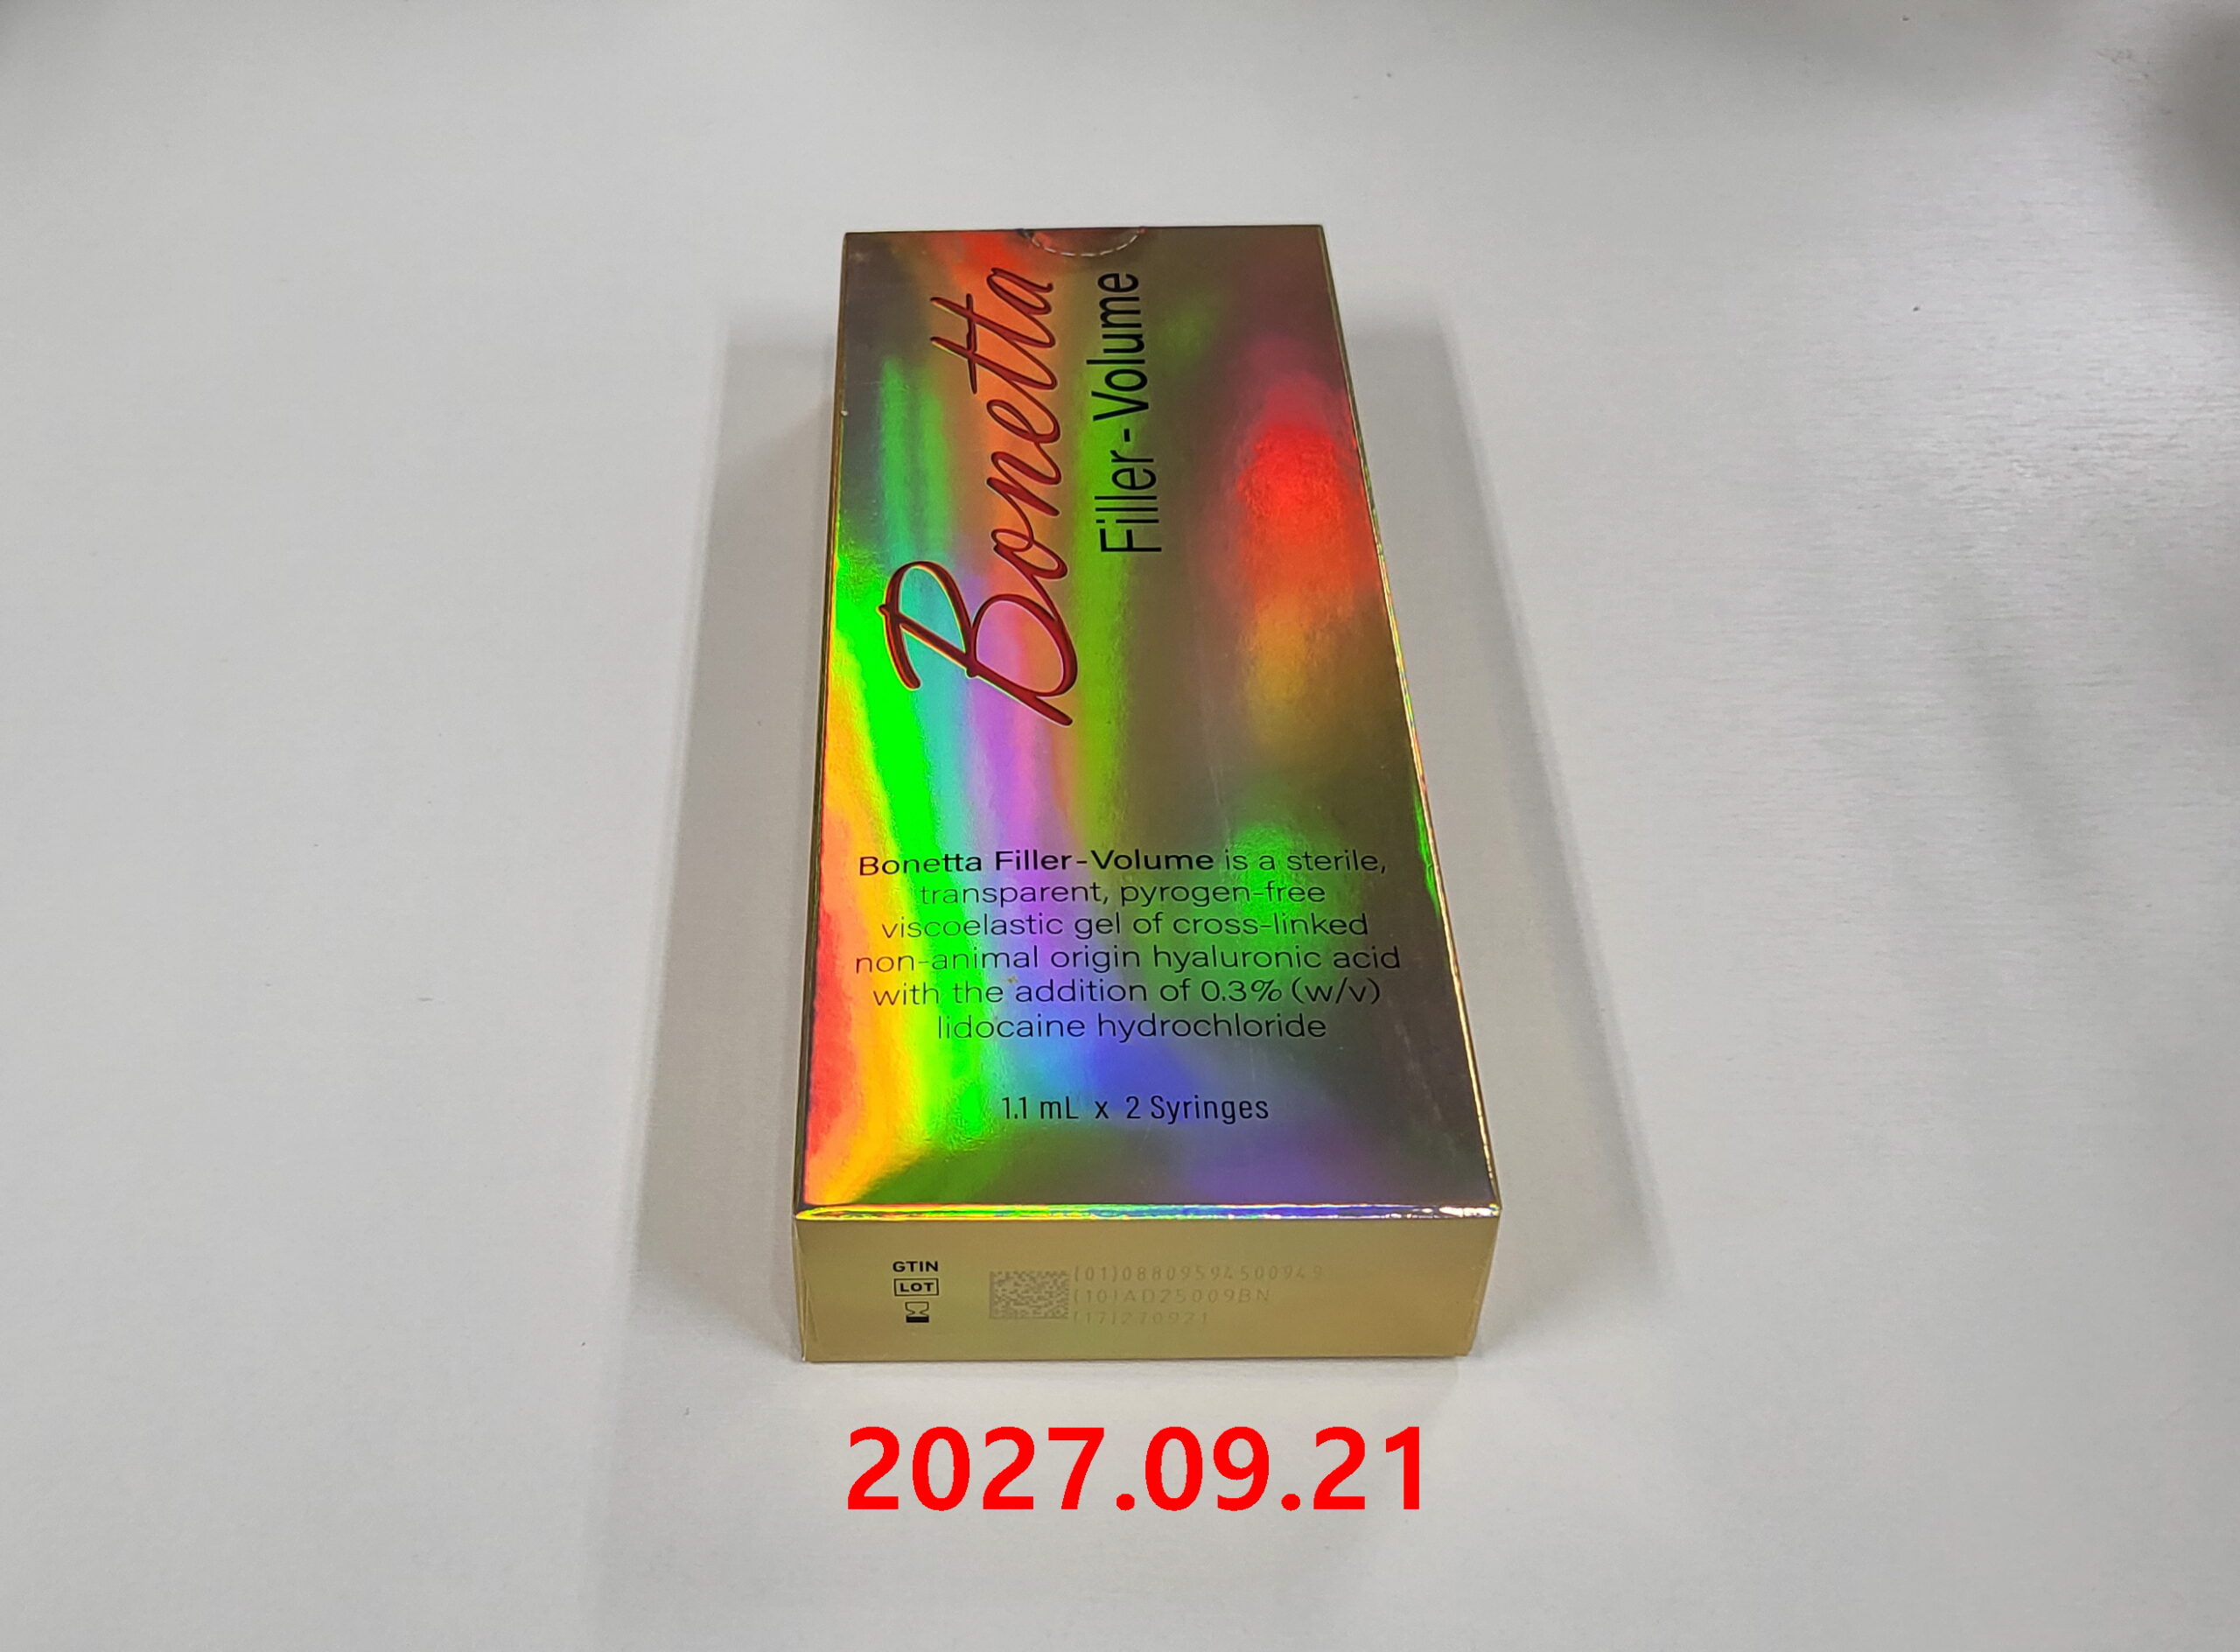 Bonetta
Filler-Volume
Bonetta Filler-Volume is a sterile,
transparent, pyrogen-free
viscoelastic gel of cross-linked
non-animal origin hyaluronic acid
with the addition of 0.3% (w/v)
lidocaine hydrochloride
1.1 mL x 2 Syringes
GTIN
LOT
(01)08809594500949
(10)AD25009BN
(17)270921
2027.09.21